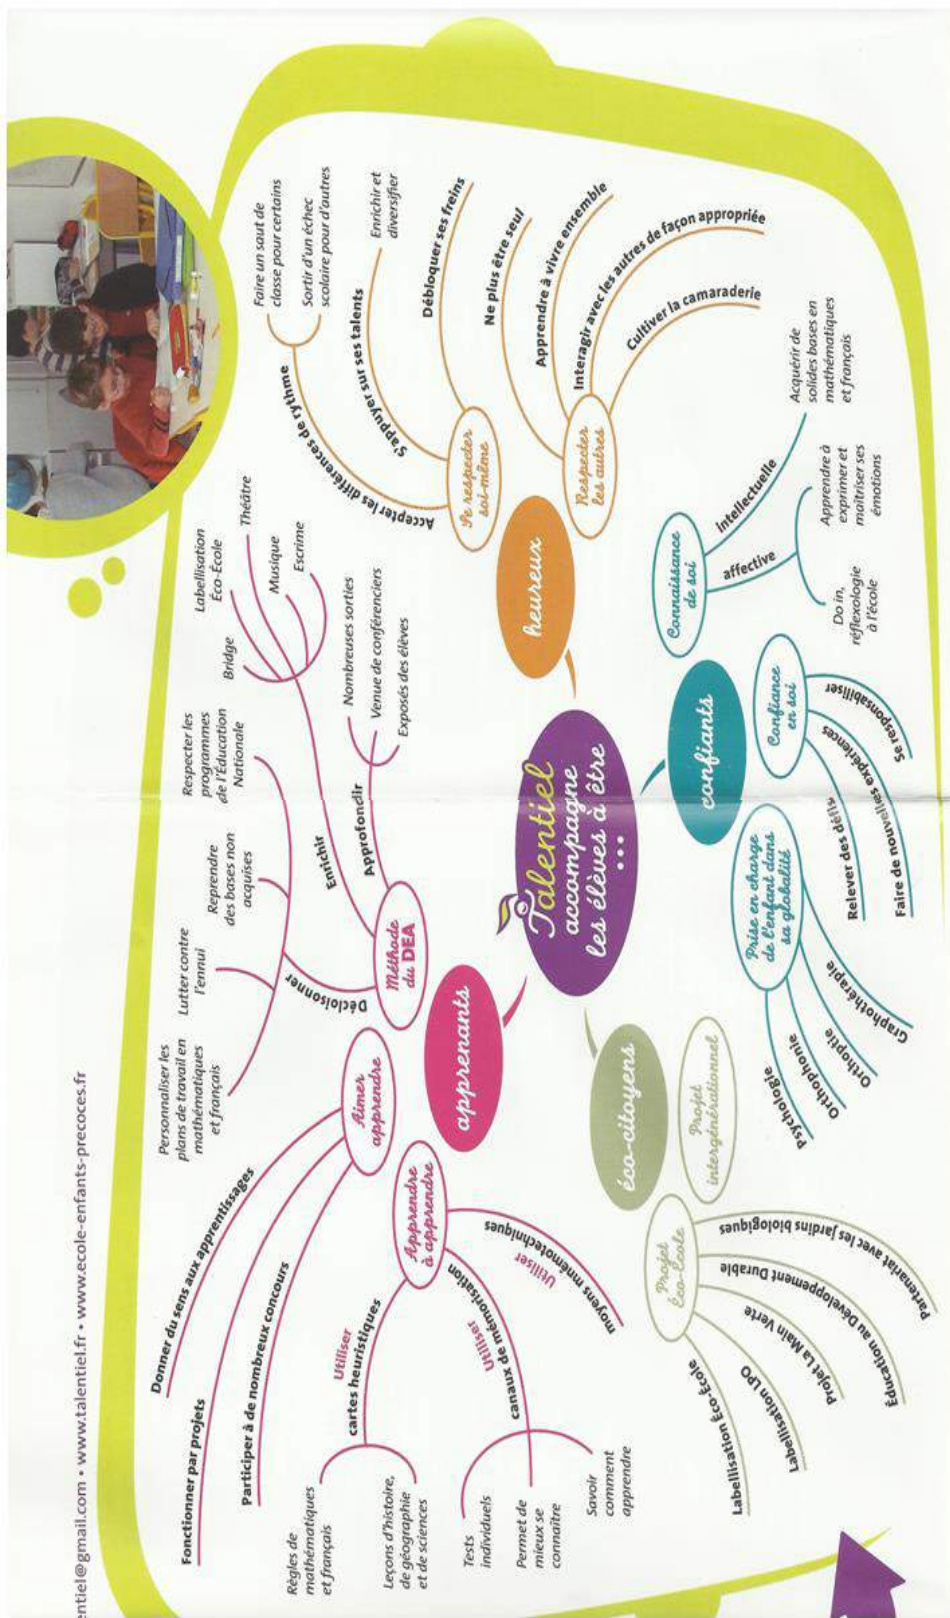 entiel@gmail.com • www.talentiel.fr • www.ecole-enfants-precoces.fr
Talentiel
accompagne
les élèves à être
...
apprenants
Méthode
du DEA
Décloisonner
Personnaliser les
plans de travail en
mathématiques
et français
Lutter contre
l'ennui
Reprendre
des bases non
acquises
Respecter les
programmes
de l'Éducation
Nationale
Enrichir
Bridge
Labellisation
Éco-École
Théâtre
Musique
Escrime
Approfondir
Nombreuses sorties
Venue de conférenciers
Exposés des élèves
Aimer
apprendre
Donner du sens aux apprentissages
Fonctionner par projets
Participer à de nombreux concours
Apprendre
à apprendre
Utiliser
cartes heuristiques
Règles de
mathématiques
et français
Leçons d'histoire,
de géographie
et de sciences
Utiliser
canaux de mémorisation
Tests
individuels
Permet de
mieux se
connaître
Savoir
comment
apprendre
Utiliser
moyens mnémotechniques
heureux
Se respecter
soi-même
Accepter les différences de rythme
Faire un saut de
classe pour certains
Sortir d'un échec
scolaire pour d'autres
S'appuyer sur ses talents
Enrichir et
diversifier
Débloquer ses freins
Respecter
les autres
Ne plus être seul
Apprendre à vivre ensemble
Interagir avec les autres de façon appropriée
Cultiver la camaraderie
confiants
Connaissance
de soi
Intellectuelle
Acquérir de
solides bases en
mathématiques
et français
affective
Apprendre à
exprimer et
maîtriser ses
émotions
Do in,
réflexologie
à l'école
Confiance
en soi
Se responsabiliser
Faire de nouvelles expériences
Relever des défis
Prise en charge
de l'enfant dans
sa globalité
Psychologie
Orthophonie
Orthoptie
Graphothérapie
éco-citoyens
Projet
intergénérationnel
Projet
Éco-École
Labellisation Éco-École
Labellisation LPO
Projet La Main Verte
Éducation au Développement Durable
Partenariat avec les jardins biologiques